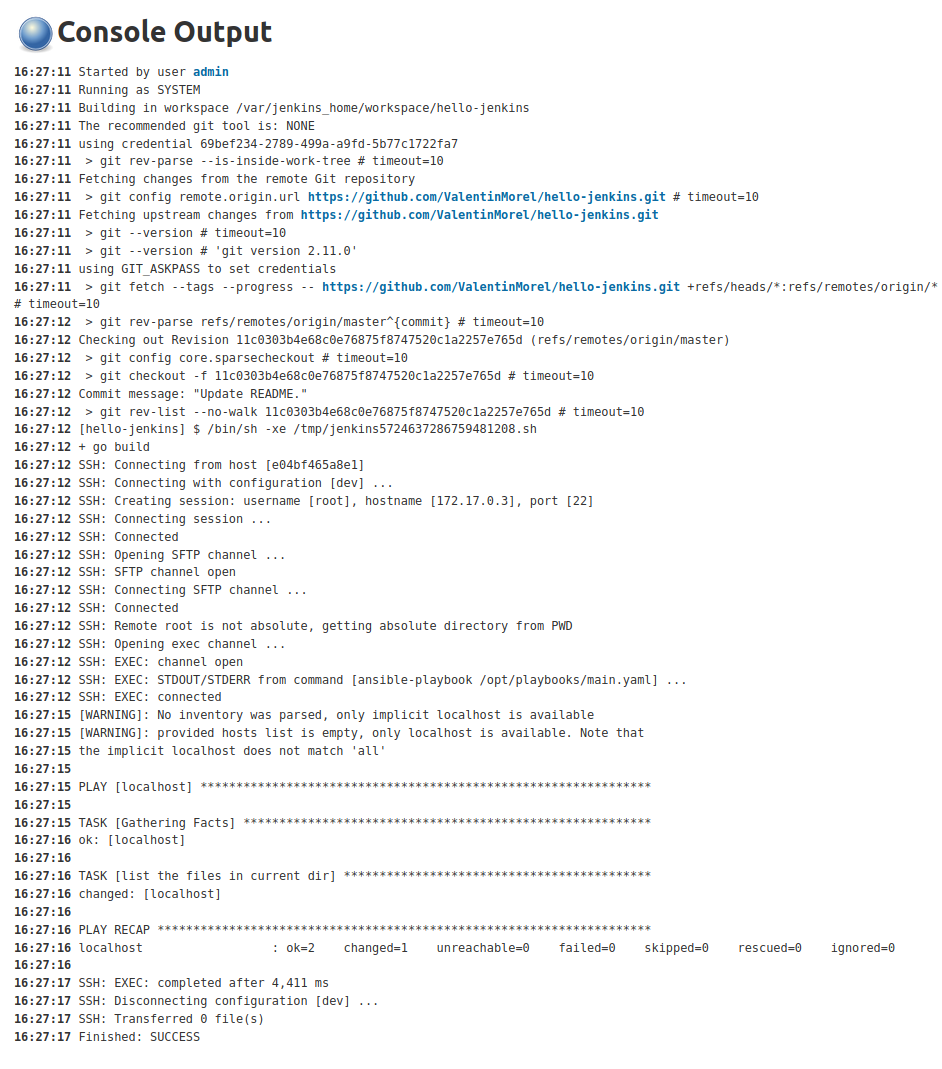 Console Output
16:27:11 Started by user admin
16:27:11 Running as SYSTEM
16:27:11 Building in workspace /var/jenkins_home/workspace/hello-jenkins
16:27:11 The recommended git tool is: NONE
16:27:11 using credential 69bef234-2789-499a-a9fd-5b77c1722fa7
16:27:11  > git rev-parse --is-inside-work-tree # timeout=10
16:27:11 Fetching changes from the remote Git repository
16:27:11  > git config remote.origin.url https://github.com/ValentinMorel/hello-jenkins.git # timeout=10
16:27:11 Fetching upstream changes from https://github.com/ValentinMorel/hello-jenkins.git
16:27:11  > git --version # timeout=10
16:27:11  > git --version # 'git version 2.11.0'
16:27:11 using GIT_ASKPASS to set credentials
16:27:11  > git fetch --tags --progress -- https://github.com/ValentinMorel/hello-jenkins.git +refs/heads/*:refs/remotes/origin/*
# timeout=10
16:27:12  > git rev-parse refs/remotes/origin/master^{commit} # timeout=10
16:27:12 Checking out Revision 11c0303b4e68c0e76875f8747520c1a2257e765d (refs/remotes/origin/master)
16:27:12  > git config core.sparsecheckout # timeout=10
16:27:12  > git checkout -f 11c0303b4e68c0e76875f8747520c1a2257e765d # timeout=10
16:27:12 Commit message: "Update README."
16:27:12  > git rev-list --no-walk 11c0303b4e68c0e76875f8747520c1a2257e765d # timeout=10
16:27:12 [hello-jenkins] $ /bin/sh -xe /tmp/jenkins5724637286759481208.sh
16:27:12 + go build
16:27:12 SSH: Connecting from host [e04bf465a8e1]
16:27:12 SSH: Connecting with configuration [dev] ...
16:27:12 SSH: Creating session: username [root], hostname [172.17.0.3], port [22]
16:27:12 SSH: Connecting session ...
16:27:12 SSH: Connected
16:27:12 SSH: Opening SFTP channel ...
16:27:12 SSH: SFTP channel open
16:27:12 SSH: Connecting SFTP channel ...
16:27:12 SSH: Connected
16:27:12 SSH: Remote root is not absolute, getting absolute directory from PWD
16:27:12 SSH: Opening exec channel ...
16:27:12 SSH: EXEC: channel open
16:27:12 SSH: EXEC: STDOUT/STDERR from command [ansible-playbook /opt/playbooks/main.yaml] ...
16:27:12 SSH: EXEC: connected
16:27:15 [WARNING]: No inventory was parsed, only implicit localhost is available
16:27:15 [WARNING]: provided hosts list is empty, only localhost is available. Note that
16:27:15 the implicit localhost does not match 'all'
16:27:15
16:27:15 PLAY [localhost] ***************************************************************
16:27:15
16:27:15 TASK [Gathering Facts] *********************************************************
16:27:16 ok: [localhost]
16:27:16
16:27:16 TASK [list the files in current dir] *******************************************
16:27:16 changed: [localhost]
16:27:16
16:27:16 PLAY RECAP *********************************************************************
16:27:16 localhost                  : ok=2    changed=1    unreachable=0    failed=0    skipped=0    rescued=0    ignored=0
16:27:16
16:27:17 SSH: EXEC: completed after 4,411 ms
16:27:17 SSH: Disconnecting configuration [dev] ...
16:27:17 SSH: Transferred 0 file(s)
16:27:17 Finished: SUCCESS